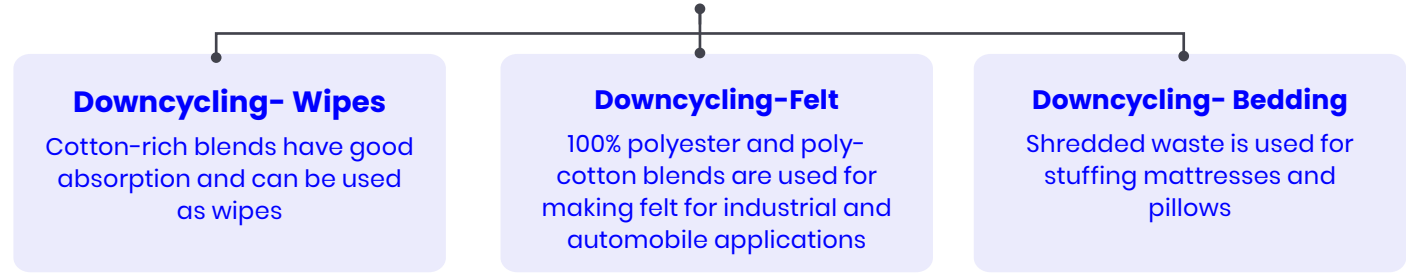 Downcycling- Wipes
Cotton-rich blends have good
absorption and can be used
as wipes
Downcycling-Felt
100% polyester and poly-
cotton blends are used for
making felt for industrial and
automobile applications
Downcycling- Bedding
Shredded waste is used for
stuffing mattresses and
pillows